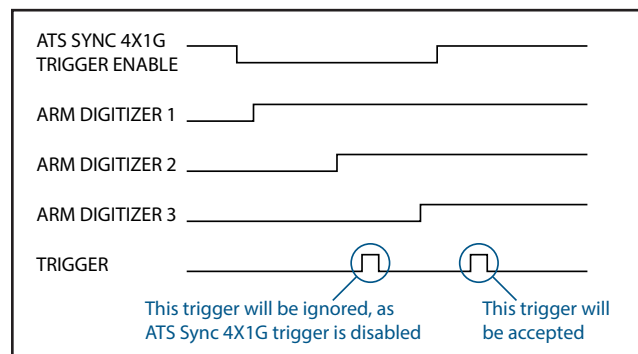 ATS SYNC 4X1G
TRIGGER ENABLE
ARM DIGITIZER 1
ARM DIGITIZER 2
ARM DIGITIZER 3
TRIGGER
This trigger will be ignored, as
ATS Sync 4X1G trigger is disabled
This trigger will
be accepted